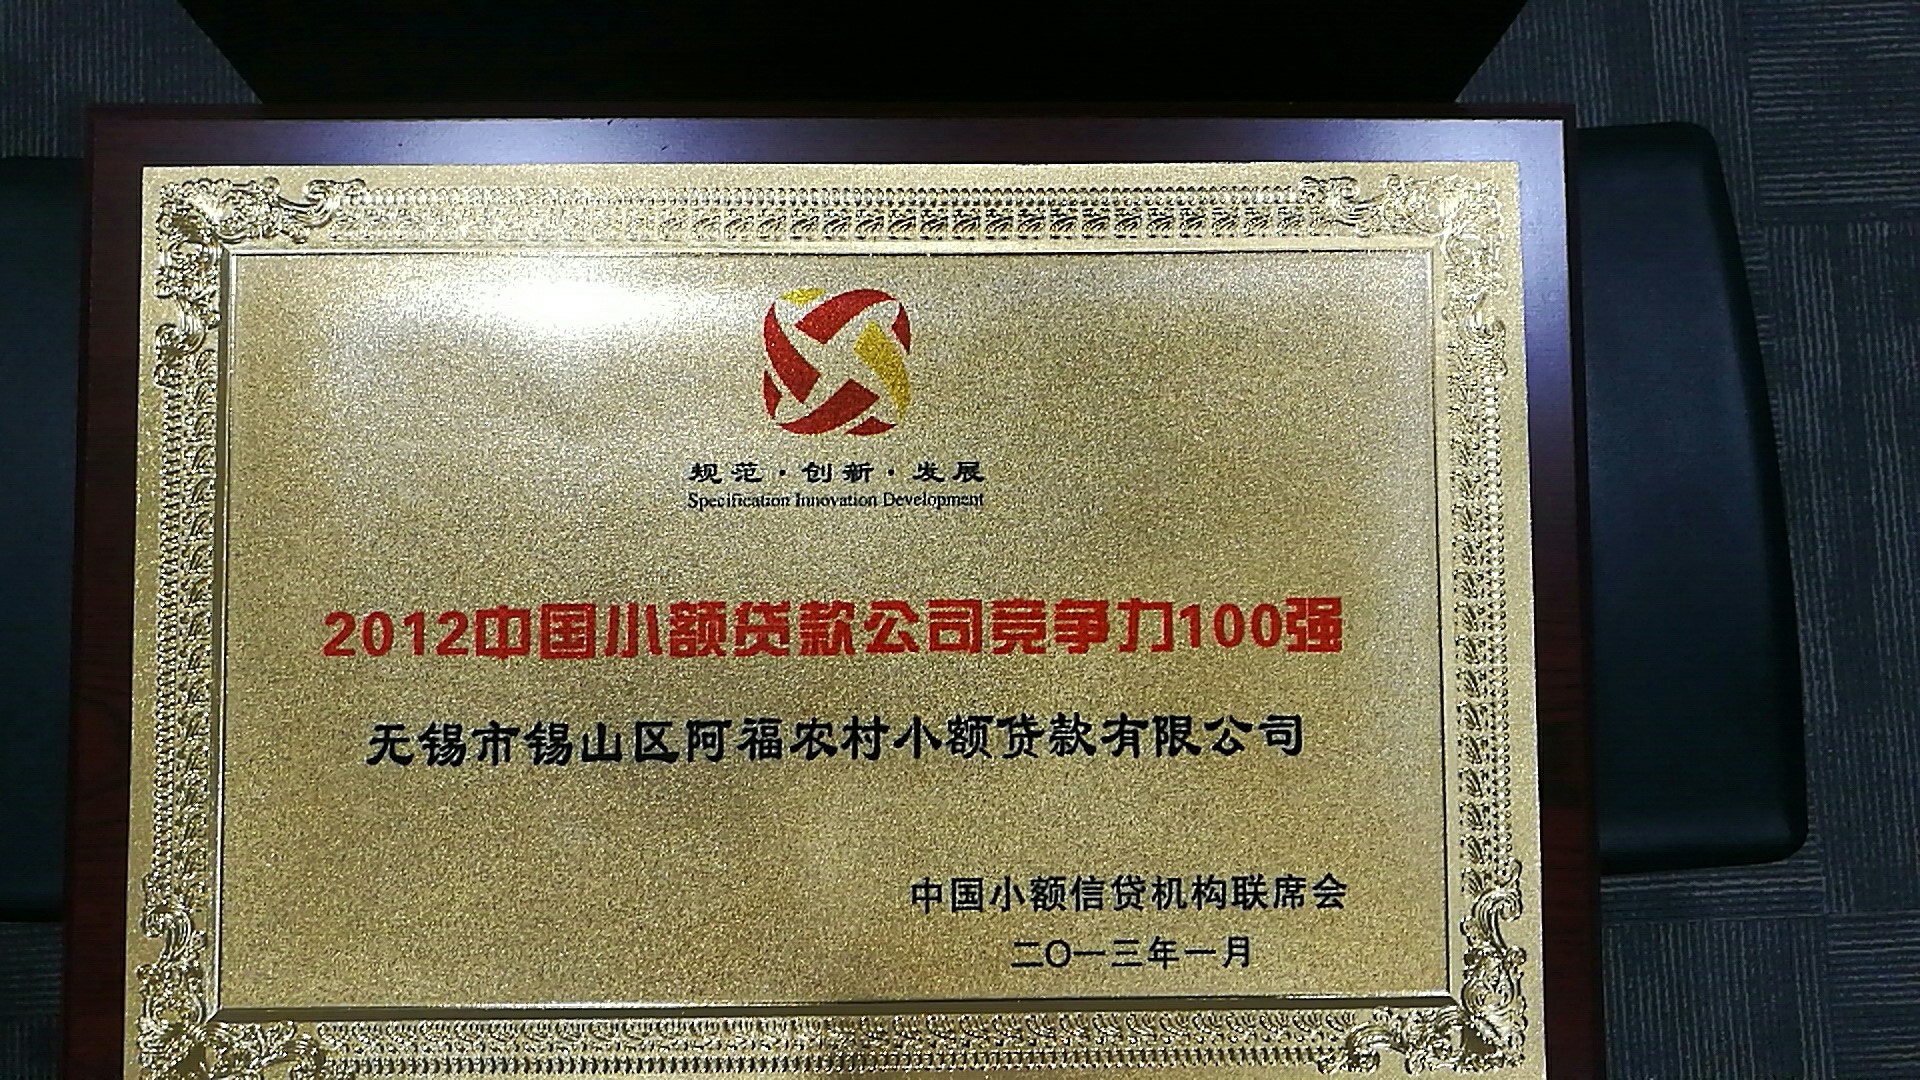 规范·创新·发展
Specification Innovation Development
2012中国小额贷款公司竞争力100强
无锡市锡山区阿福农村小额贷款有限公司
中国小额信贷机构联席会
二〇一三年一月